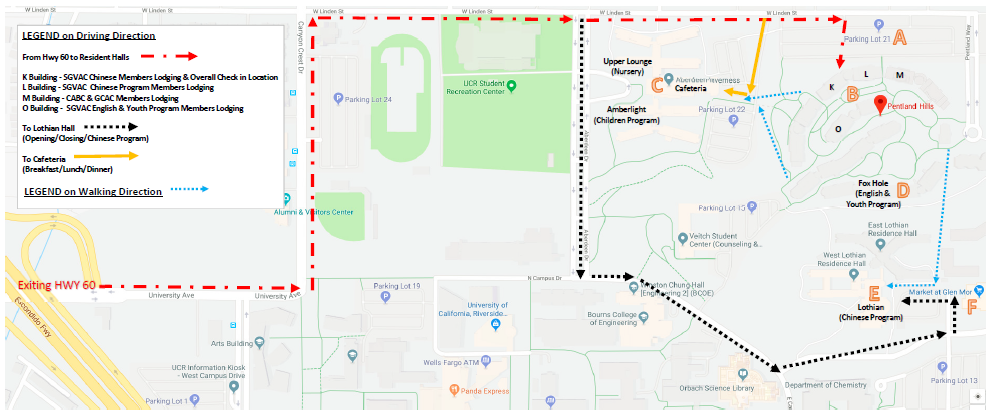 W Linden St
W Linden St
W Linden St
W Linden St
W Linden St
LEGEND on Driving Direction
From Hwy 60 to Resident Halls
K Building - SGVAC Chinese Members Lodging & Overall Check in Location
L Building - SGVAC Chinese Program Members Lodging
M Building - CABC & GCAC Members Lodging
O Building - SGVAC English & Youth Program Members Lodging
To Lothian Hall
(Opening/Closing/Chinese Program)
To Cafeteria
(Breakfast/Lunch/Dinner)
LEGEND on Walking Direction
Canyon Crest Dr
Parking Lot 24
UCR Student
Recreation Center
Upper Lounge
(Nursery)
C
Aberdeen-Inverness
Cafeteria
Amberlight
(Children Program)
Parking Lot 22
Parking Lot 21
A
Pentland Way
L
M
K
B
Pentland Hills
O
Fox Hole
(English &
Youth Program)
D
Alumni & Visitors Center
Parking Lot 15
Veitch Student
Center (Counseling &...
East Lothian
Residence Hall
West Lothian
Residence Hall
Exiting HWY 60
University Ave
University Ave
N Campus Dr
Parking Lot 19
Winston Chung Hall
[Engineering 2] (BCOE)
E
Market at Glen Mor
F
Lothian
(Chinese Program)
Escondido Fwy
University of
California, Riverside...
Bourns College
of Engineering
Arts Building
UCR Information Kiosk
- West Campus Drive
Wells Fargo ATM
Panda Express
Orbach Science Library
Department of Chemistry
Parking Lot 13
Parking Lot 1